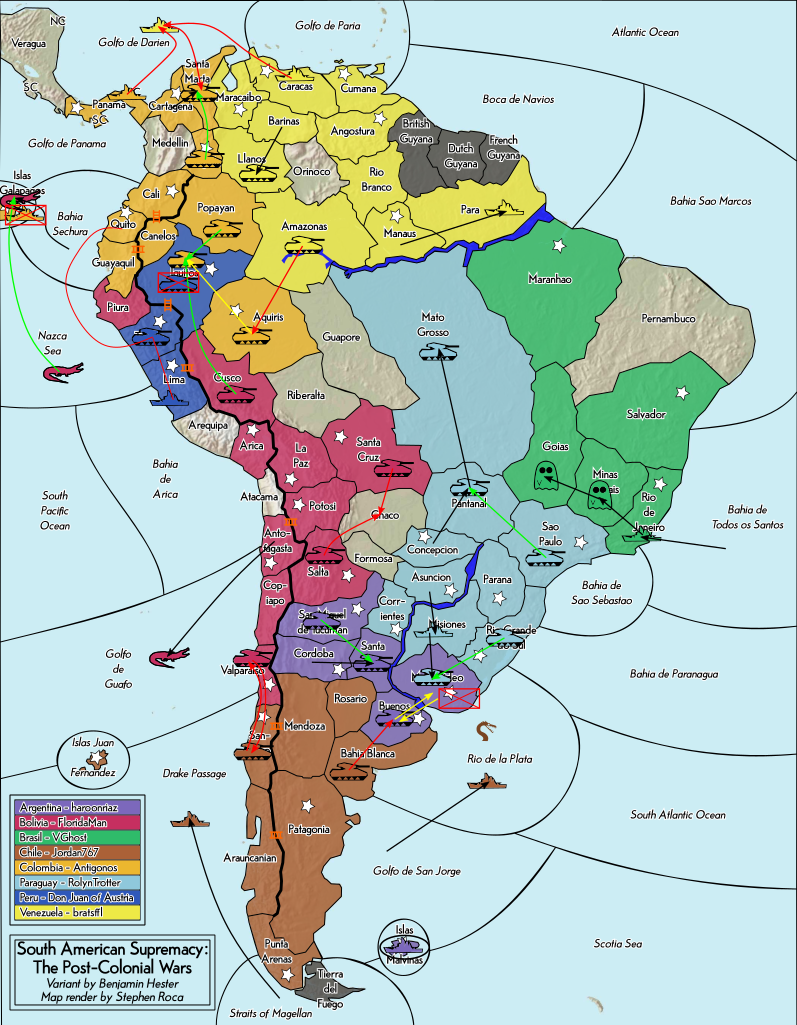 NC
Golfo de Paria
Atlantic Ocean
Veragua
Golfo de Darien
Santa
Marta
SC
Caracas
Cumana
Panama
Cartagena
Maracaibo
Boca de Navios
SC
Barinas
Angostura
British
Guyana
Dutch
Guyana
French
Guyana
Golfo de Panama
Medellin
Llanos
Orinoco
Rio
Branco
Islas
Galapagos
Cali
Popayan
Para
Bahia Sao Marcos
Bahia
Sechura
Quito
Canelos
Amazonas
Manaus
Guayaquil
Maranhao
Piura
Aquiris
Mato
Grosso
Pernambuco
Nazca
Sea
Guapore
Lima
Cusco
Riberalta
Salvador
Arequipa
Arica
La
Paz
Santa
Cruz
Goias
Bahia
de
Arica
Minas
South
Pacific
Ocean
Atacama
Potosi
Pantanal
Rio
de
Janeiro
Chaco
Bahia de
Todos os Santos
Anto-
fagasta
Sao
Paulo
Formosa
Concepcion
Salta
Asuncion
Parana
Cop-
iapo
Corr-
ientes
Bahia de
Sao Sebastao
San Miguel
de Tucuman
Misiones
Rio Grande
do Sul
Golfo
de
Guafo
Cordoba
Santa
Valparaiso
Bahia de Paranagua
Rosario
Buenos
San-
Mendoza
Islas Juan
Fernandez
Bahia Blanca
Drake Passage
Rio de la Plata
Argentina - haroonriaz
Bolivia - FloridaMan
Brasil - VGhost
Chile - Jordan767
Colombia - Antigonos
Paraguay - RolynTrotter
Peru - Don Juan of Austria
Venezuela - bratsffl
Patagonia
South Atlantic Ocean
Araucanian
Golfo de San Jorge
Islas
Malvinas
Scotia Sea
South American Supremacy:
The Post-Colonial Wars
Variant by Benjamin Hester
Map render by Stephen Roca
Punta
Arenas
Tierra
del
Fuego
Straits of Magellan